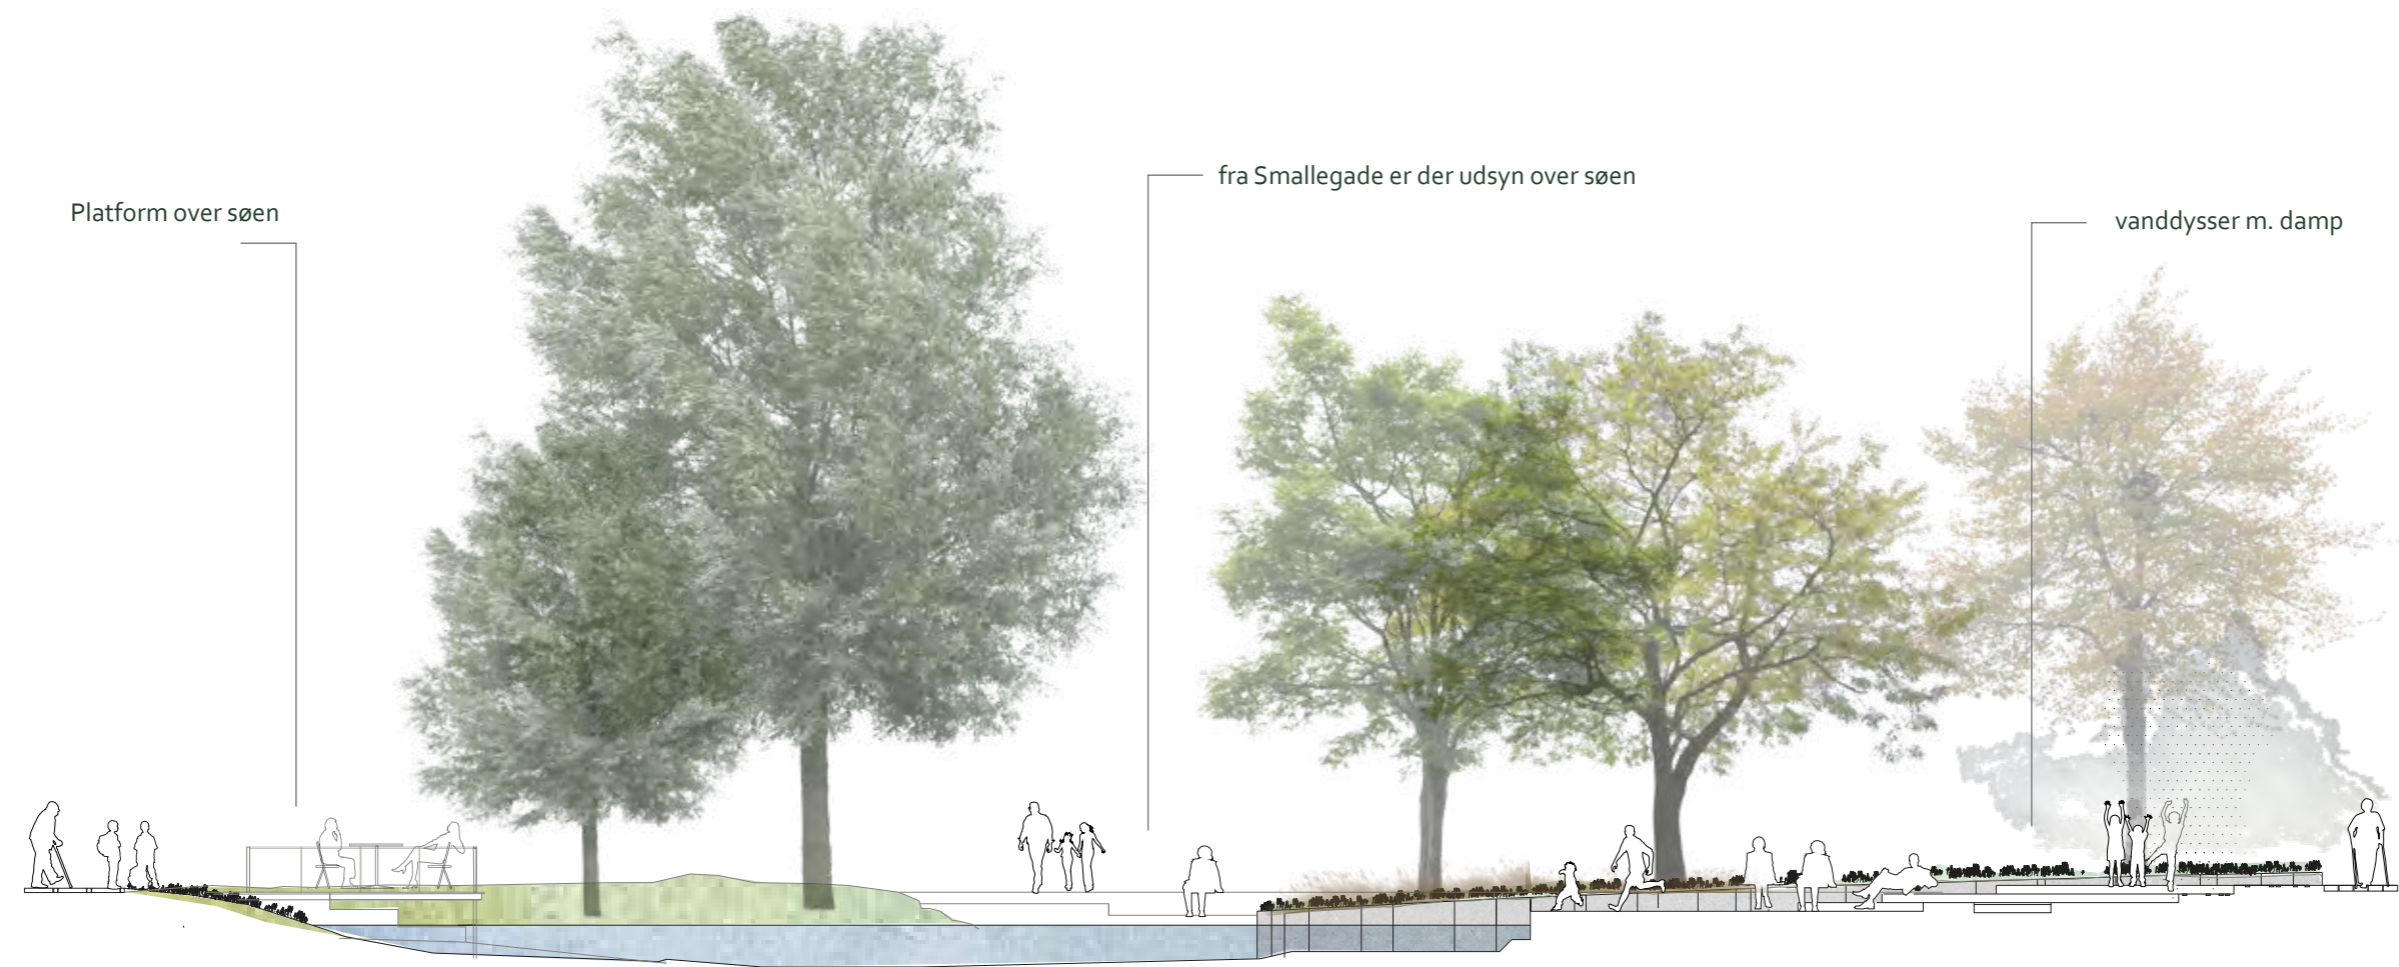 Platform over søen
fra Smallegade er der udsyn over søen
vanddysser m. damp